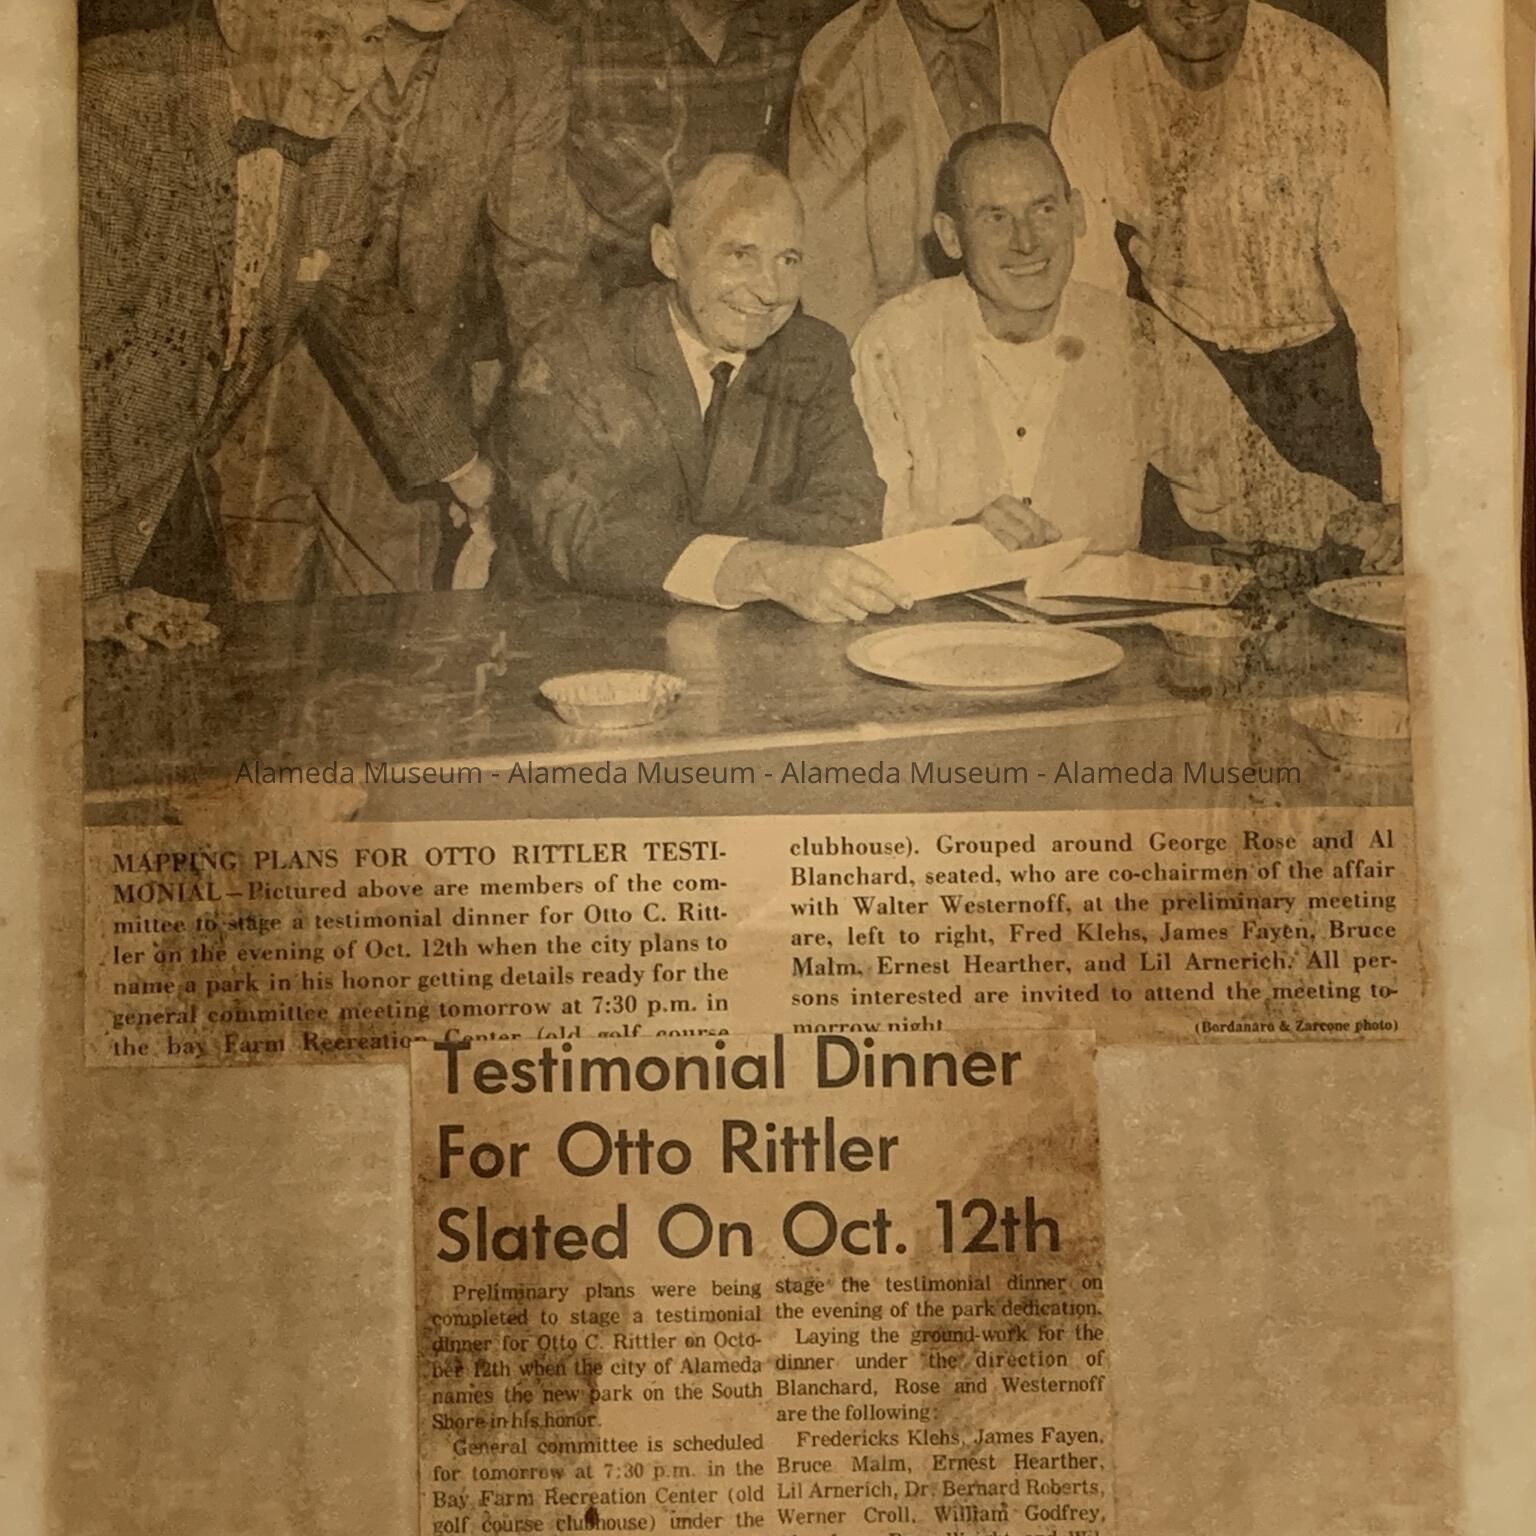 Alameda Museum - Alameda Museum - Alameda Museum - Alameda Museum
MAPPING PLANS FOR OTTO RITTLER TESTI-
MONIAL—Pictured above are members of the com-
mittee to stage a testimonial dinner for Otto C. Ritt-
ler on the evening of Oct. 12th when the city plans to
name a park in his honor getting details ready for the
general committee meeting tomorrow at 7:30 p.m. in
the bay Farm Recreation Center (old golf course
clubhouse). Grouped around George Rose and Al
Blanchard, seated, who are co-chairmen of the affair
with Walter Westernoff, at the preliminary meeting
are, left to right, Fred Klehs, James Fayen, Bruce
Malm, Ernest Hearther, and Lil Arnerich. All per-
sons interested are invited to attend the meeting to-
morrow night
(Bordanaro & Zarcone photo)
Testimonial Dinner
For Otto Rittler
Slated On Oct. 12th
Preliminary plans were being
completed to stage a testimonial
dinner for Otto C. Rittler on Octo-
ber 12th when the city of Alameda
names the new park on the South
Shore in his honor.
General committee is scheduled
for tomorrow at 7:30 p.m. in the
Bay Farm Recreation Center (old
golf course clubhouse) under the
stage the testimonial dinner on
the evening of the park dedication.
Laying the ground-work for the
dinner under the direction of
Blanchard, Rose and Westernoff
are the following:
Fredericks Klehs, James Fayen,
Bruce Malm, Ernest Hearther,
Lil Arnerich, Dr. Bernard Roberts,
Werner Croll, William Godfrey,